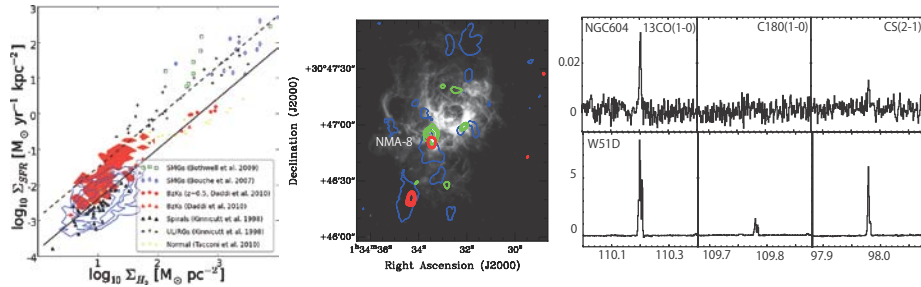 log₁₀ Σ_SFR [M⊙ yr⁻¹ kpc⁻²]
3
2
1
0
-1
-2
-3
-4
SMGs (Bothwell et al. 2009)
SMGs (Bouche et al. 2007)
BzKs (z~0.5, Daddi et al. 2010)
BzKs (Daddi et al. 2010)
Spirals (Kinnicutt et al. 1998)
ULIRGs (Kinnicutt et al. 1998)
Normal (Tacconi et al. 2010)
1 2 3
log₁₀ Σ_H₂ [M⊙ pc⁻²]
Declination (J2000)
+30°47'30"
+47'00"
+46'30"
+46'00"
NMA-8
1ʰ34ᵐ36ˢ 34ˢ 32ˢ 30ˢ
Right Ascension (J2000)
NGC604 13CO(1-0) C180(1-0) CS(2-1)
0.02
0
W51D
5
0
110.1 110.3 109.7 109.8 97.9 98.0